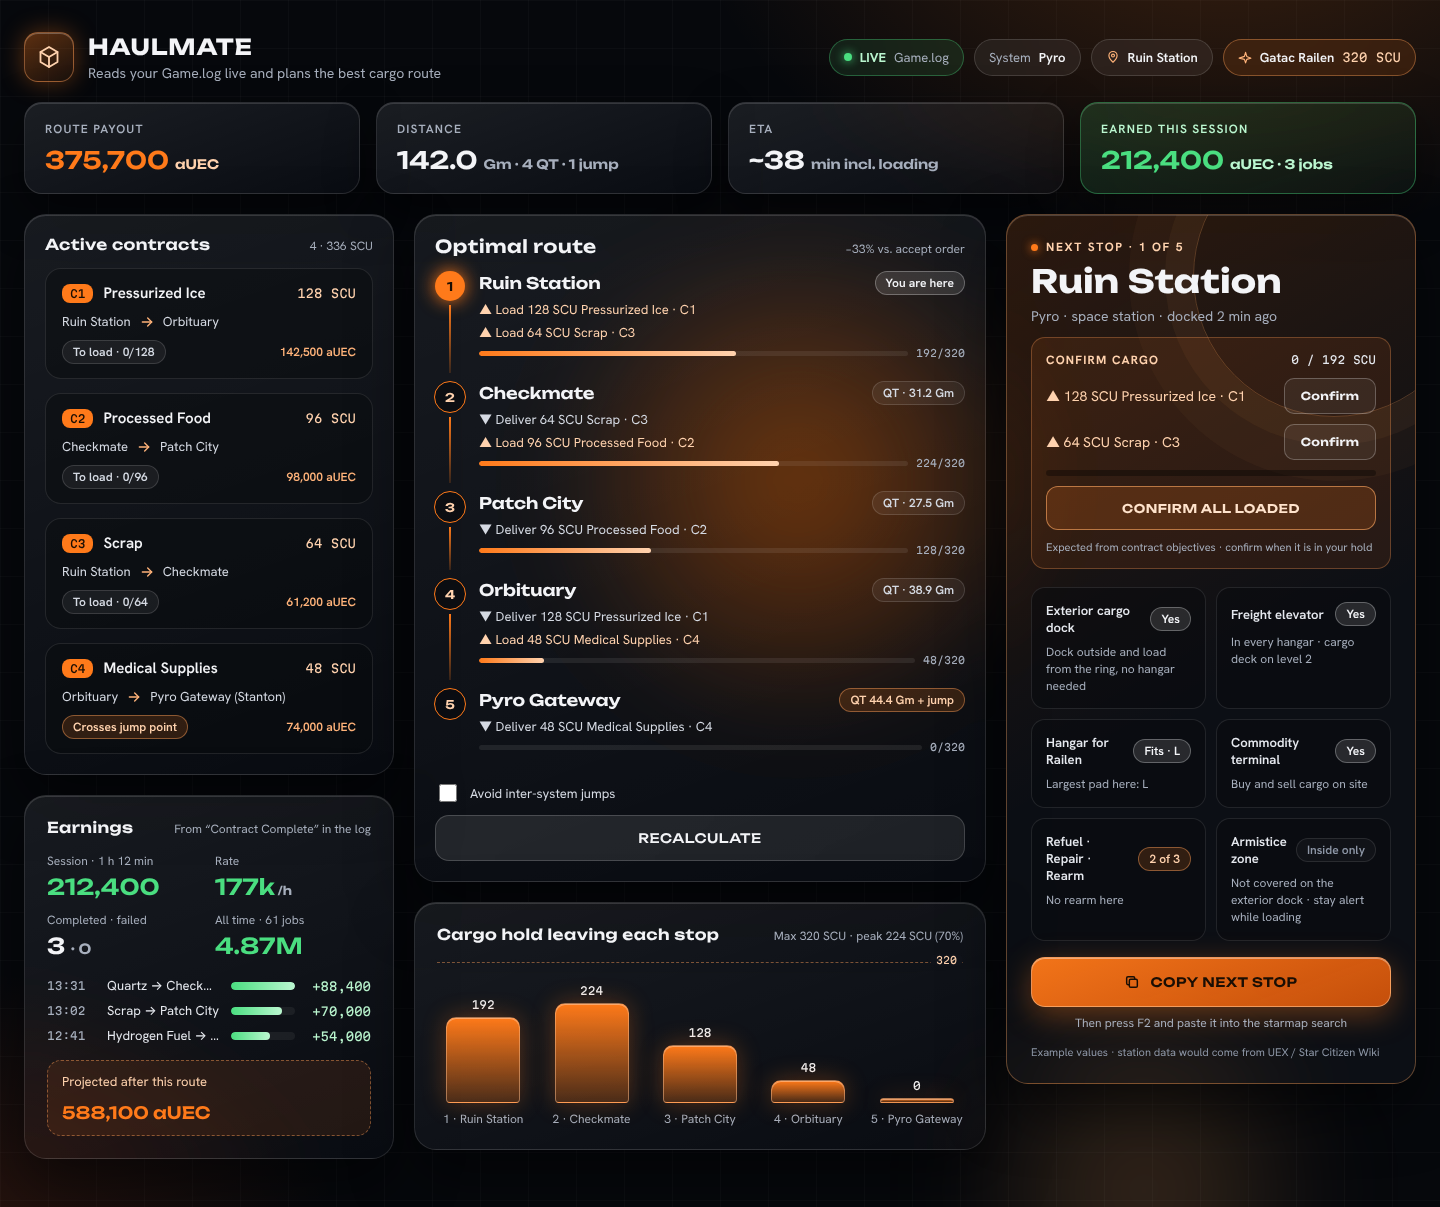 HAULMATE
Reads your Game.log live and plans the best cargo route
LIVE Game.log
System Pyro
Ruin Station
Gatac Railen 320 SCU
ROUTE PAYOUT
375,700 aUEC
DISTANCE
142.0 Gm · 4 QT · 1 jump
ETA
~38 min incl. loading
EARNED THIS SESSION
212,400 aUEC · 3 jobs
Active contracts
4 · 336 SCU
C1 Pressurized Ice 128 SCU
Ruin Station → Orbituary
To load · 0/128 142,500 aUEC
C2 Processed Food 96 SCU
Checkmate → Patch City
To load · 0/96 98,000 aUEC
C3 Scrap 64 SCU
Ruin Station → Checkmate
To load · 0/64 61,200 aUEC
C4 Medical Supplies 48 SCU
Orbituary → Pyro Gateway (Stanton)
Crosses jump point 74,000 aUEC
Earnings
From “Contract Complete” in the log
Session · 1 h 12 min
212,400
Rate
177k/h
Completed · failed
3 · 0
All time · 61 jobs
4.87M
13:31 Quartz → Check... +88,400
13:02 Scrap → Patch City +70,000
12:41 Hydrogen Fuel → ... +54,000
Projected after this route
588,100 aUEC
Optimal route
−33% vs. accept order
1 Ruin Station You are here
▲ Load 128 SCU Pressurized Ice · C1
▲ Load 64 SCU Scrap · C3
192/320
2 Checkmate QT · 31.2 Gm
▼ Deliver 64 SCU Scrap · C3
▲ Load 96 SCU Processed Food · C2
224/320
3 Patch City QT · 27.5 Gm
▼ Deliver 96 SCU Processed Food · C2
128/320
4 Orbituary QT · 38.9 Gm
▼ Deliver 128 SCU Pressurized Ice · C1
▲ Load 48 SCU Medical Supplies · C4
48/320
5 Pyro Gateway QT 44.4 Gm + jump
▼ Deliver 48 SCU Medical Supplies · C4
0/320
Avoid inter-system jumps
RECALCULATE
Cargo hold leaving each stop
Max 320 SCU · peak 224 SCU (70%)
320
192
224
128
48
0
1 · Ruin Station
2 · Checkmate
3 · Patch City
4 · Orbituary
5 · Pyro Gateway
NEXT STOP · 1 OF 5
Ruin Station
Pyro · space station · docked 2 min ago
CONFIRM CARGO 0 / 192 SCU
▲ 128 SCU Pressurized Ice · C1 Confirm
▲ 64 SCU Scrap · C3 Confirm
CONFIRM ALL LOADED
Expected from contract objectives · confirm when it is in your hold
Exterior cargo
dock
Yes
Dock outside and load
from the ring, no hangar
needed
Freight elevator Yes
In every hangar · cargo
deck on level 2
Hangar for
Railen
Fits · L
Largest pad here: L
Commodity
terminal
Yes
Buy and sell cargo on site
Refuel ·
Repair ·
Rearm
2 of 3
No rearm here
Armistice
zone
Inside only
Not covered on the
exterior dock · stay alert
while loading
COPY NEXT STOP
Then press F2 and paste it into the starmap search
Example values · station data would come from UEX / Star Citizen Wiki